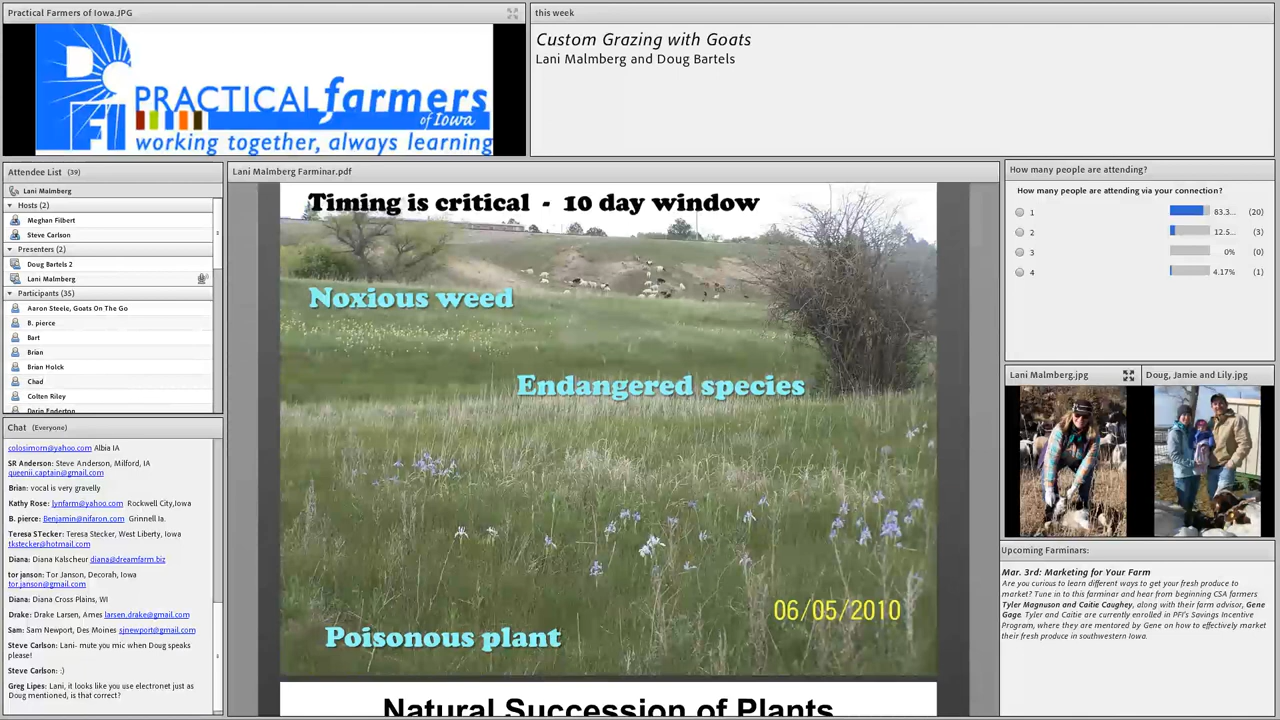 Practical Farmers of Iowa.JPG
PRACTICAL farmers
of Iowa
working together, always learning
this week
Custom Grazing with Goats
Lani Malmberg and Doug Bartels
Attendee List (39)
Lani Malmberg
Hosts (2)
Meghan Filbert
Steve Carlson
Presenters (2)
Doug Bartels 2
Lani Malmberg
Participants (35)
Aaron Steele, Goats On The Go
B. pierce
Bart
Brian
Brian Holck
Chad
Colten Riley
Darin Enderton
Chat (Everyone)
colosimorn@yahoo.com Albia IA
SR Anderson: Steve Anderson, Milford, IA
queenii.captain@gmail.com
Brian: vocal is very gravelly
Kathy Rose: lynfarm@yahoo.com Rockwell City,Iowa
B. pierce: Benjamin@nifaron.com Grinnell Ia.
Teresa STecker: Teresa Stecker, West Liberty, Iowa
tkstecker@hotmail.com
Diana: Diana Kalscheur diana@dreamfarm.biz
tor janson: Tor Janson, Decorah, Iowa
tor.janson@gmail.com
Diana: Diana Cross Plains, WI
Drake: Drake Larsen, Ames larsen.drake@gmail.com
Sam: Sam Newport, Des Moines sjnewport@gmail.com
Steve Carlson: Lani- mute you mic when Doug speaks
please!
Steve Carlson: :)
Greg Lipes: Lani, it looks like you use electronet just as
Doug mentioned, is that correct?
Lani Malmberg Farminar.pdf
Timing is critical - 10 day window
Noxious weed
Endangered species
06/05/2010
Poisonous plant
Natural Succession of Plants
How many people are attending?
How many people are attending via your connection?
1 83.3... (20)
2 12.5... (3)
3 0% (0)
4 4.17% (1)
Lani Malmberg.jpg
Doug, Jamie and Lily.jpg
Upcoming Farminars:
Mar. 3rd: Marketing for Your Farm
Are you curious to learn different ways to get your fresh produce to
market? Tune in to this farminar and hear from beginning CSA farmers
Tyler Magnuson and Caitie Caughey, along with their farm advisor, Gene
Gage. Tyler and Caitie are currently enrolled in PFI's Savings Incentive
Program, where they are mentored by Gene on how to effectively market
their fresh produce in southwestern Iowa.